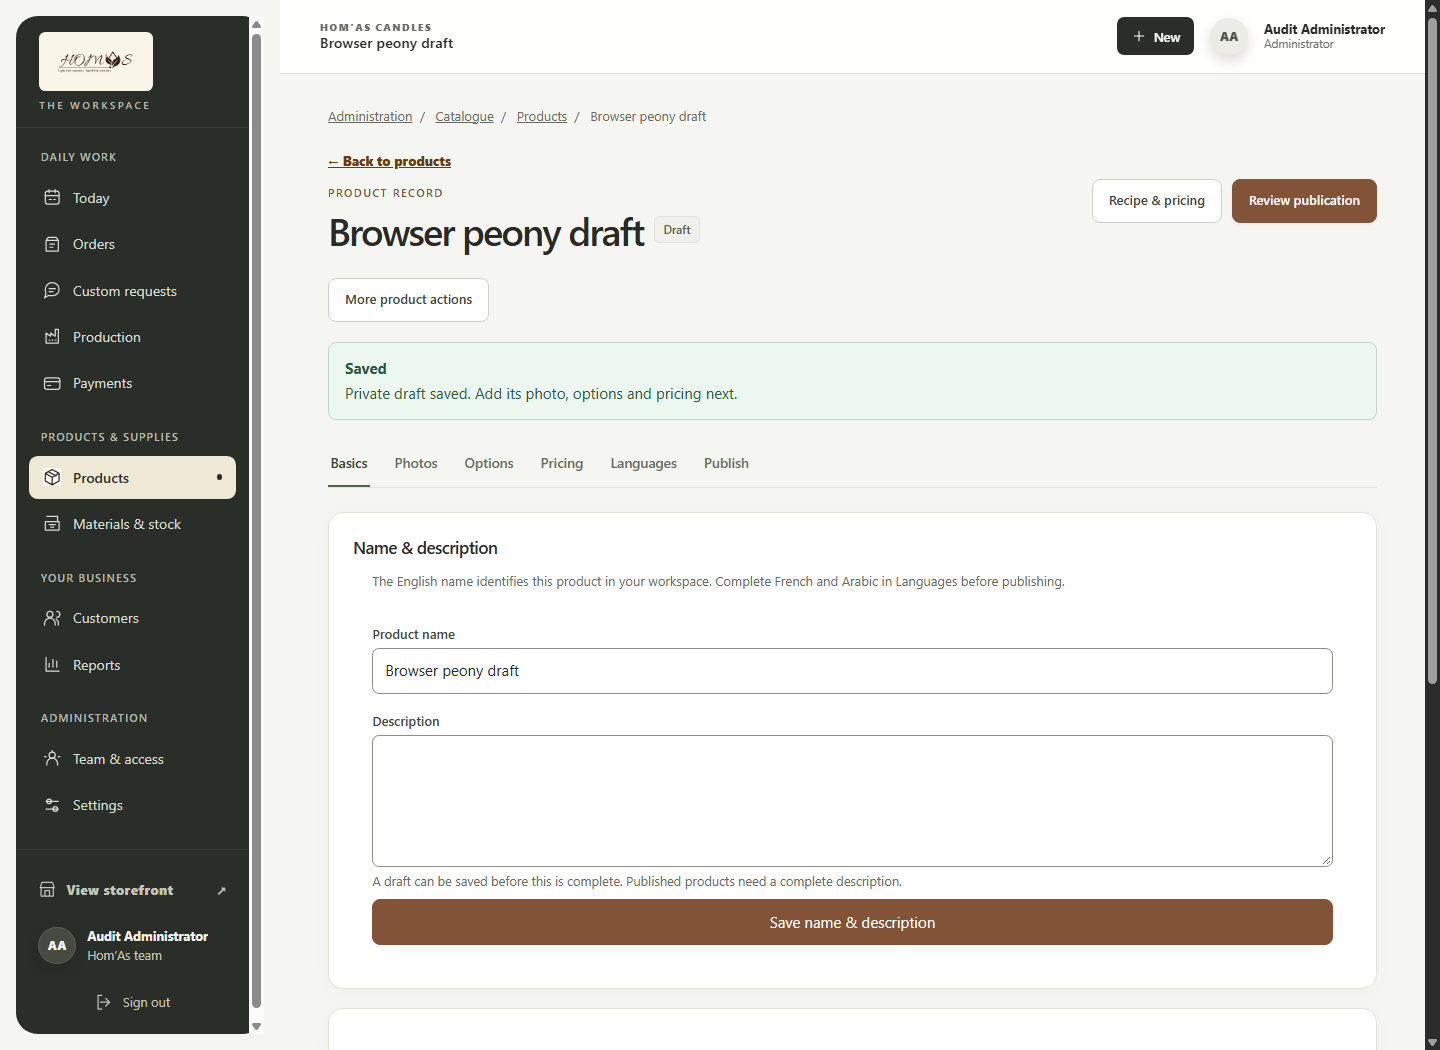 HOM'AS
THE WORKSPACE
DAILY WORK
Today
Orders
Custom requests
Production
Payments
PRODUCTS & SUPPLIES
Products
Materials & stock
YOUR BUSINESS
Customers
Reports
ADMINISTRATION
Team & access
Settings
View storefront ↗
AA
Audit Administrator
Hom'As team
Sign out
HOM'AS CANDLES
Browser peony draft
+ New
AA
Audit Administrator
Administrator
Administration / Catalogue / Products / Browser peony draft
← Back to products
PRODUCT RECORD
Browser peony draft Draft
Recipe & pricing
Review publication
More product actions
Saved
Private draft saved. Add its photo, options and pricing next.
Basics Photos Options Pricing Languages Publish
Name & description
The English name identifies this product in your workspace. Complete French and Arabic in Languages before publishing.
Product name
Browser peony draft
Description
A draft can be saved before this is complete. Published products need a complete description.
Save name & description